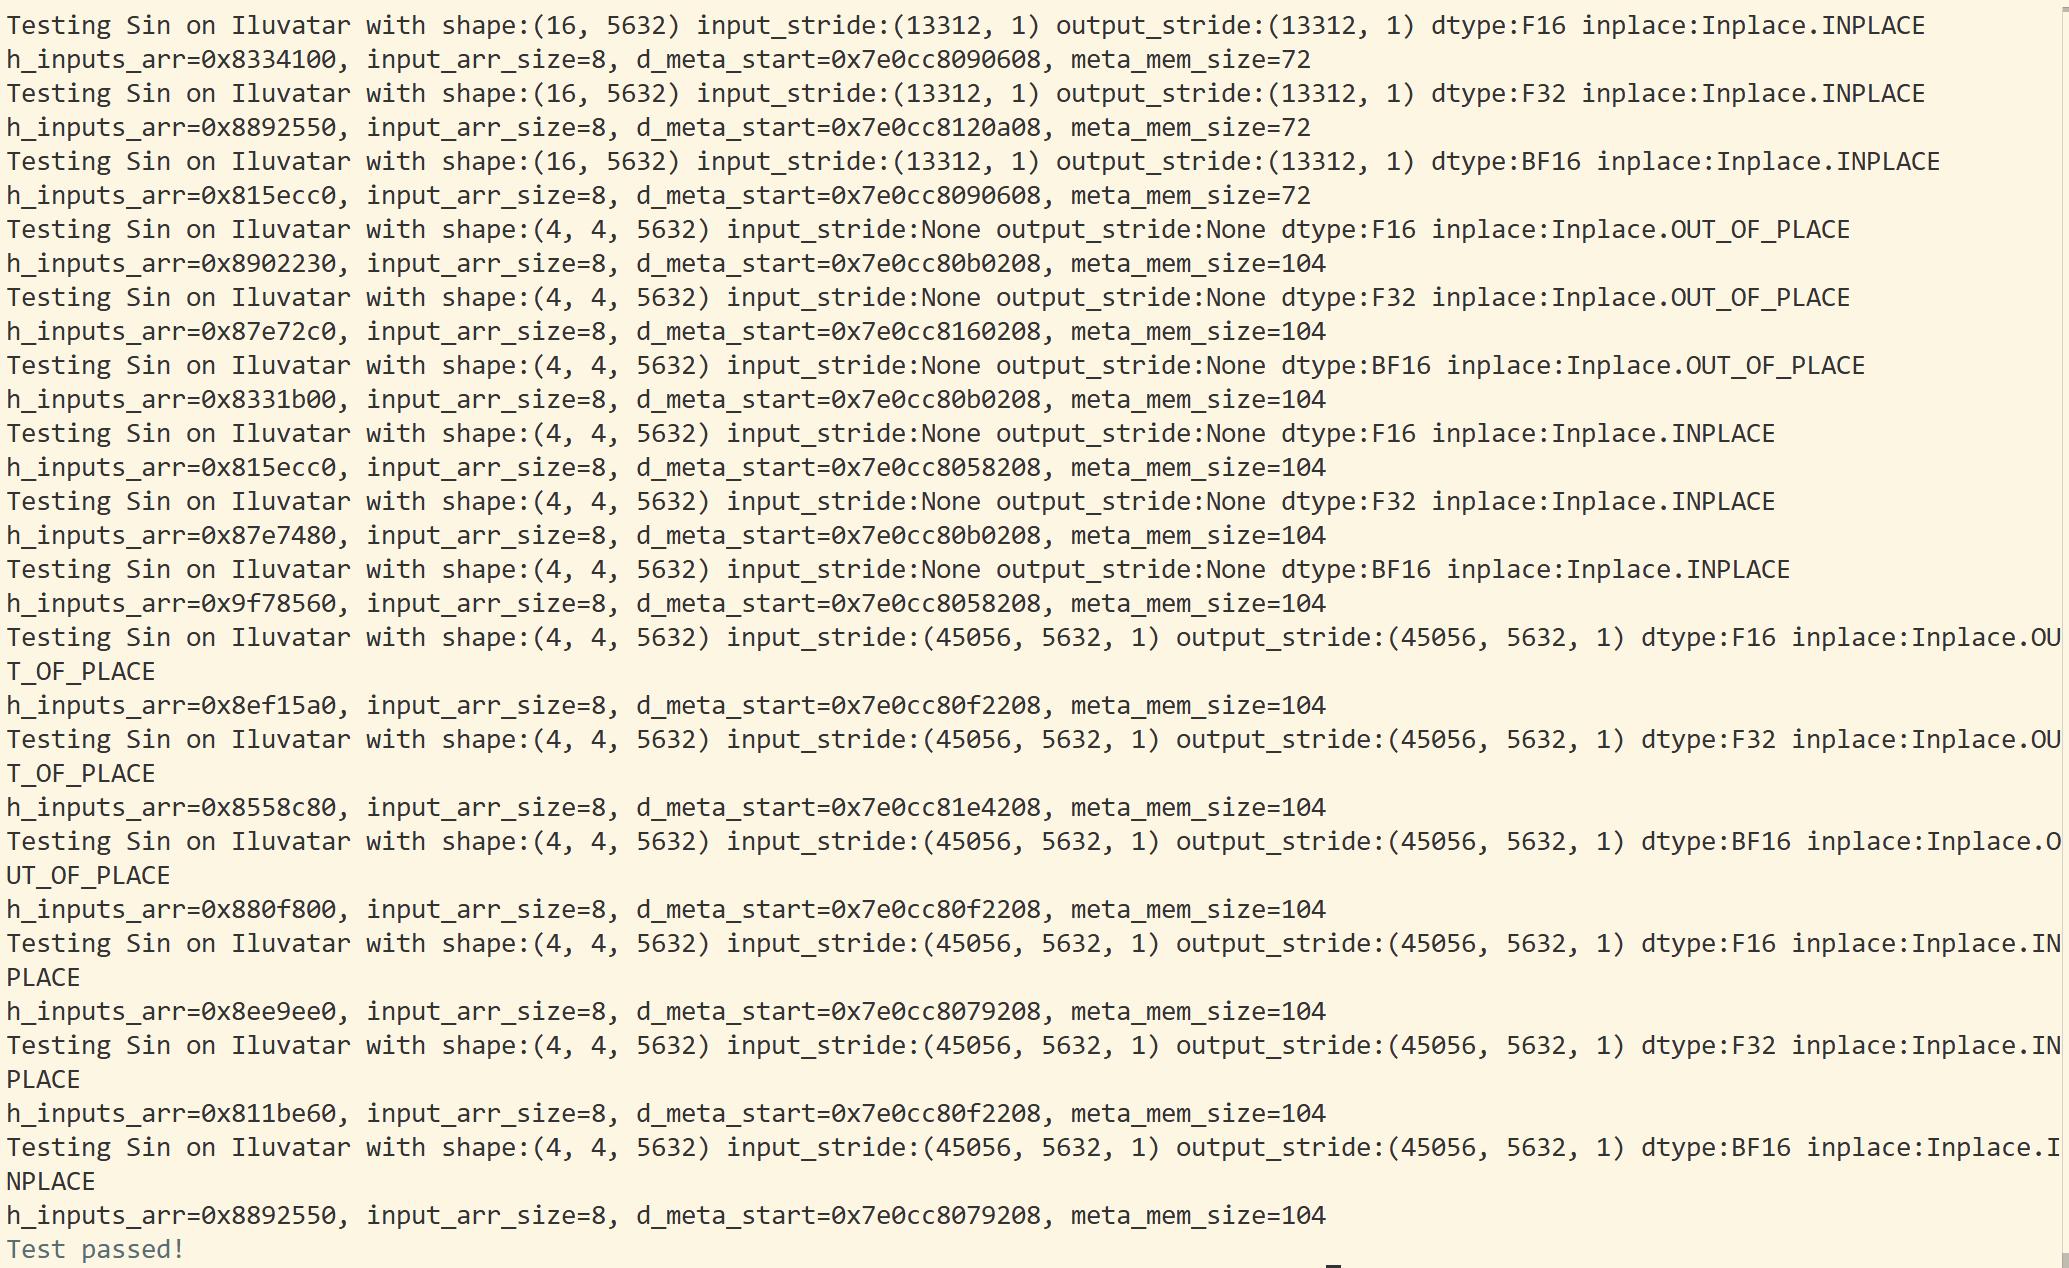 Testing Sin on Iluvatar with shape:(16, 5632) input_stride:(13312, 1) output_stride:(13312, 1) dtype:F16 inplace:Inplace.INPLACE
h_inputs_arr=0x8334100, input_arr_size=8, d_meta_start=0x7e0cc8090608, meta_mem_size=72
Testing Sin on Iluvatar with shape:(16, 5632) input_stride:(13312, 1) output_stride:(13312, 1) dtype:F32 inplace:Inplace.INPLACE
h_inputs_arr=0x8892550, input_arr_size=8, d_meta_start=0x7e0cc8120a08, meta_mem_size=72
Testing Sin on Iluvatar with shape:(16, 5632) input_stride:(13312, 1) output_stride:(13312, 1) dtype:BF16 inplace:Inplace.INPLACE
h_inputs_arr=0x815ecc0, input_arr_size=8, d_meta_start=0x7e0cc8090608, meta_mem_size=72
Testing Sin on Iluvatar with shape:(4, 4, 5632) input_stride:None output_stride:None dtype:F16 inplace:Inplace.OUT_OF_PLACE
h_inputs_arr=0x8902230, input_arr_size=8, d_meta_start=0x7e0cc80b0208, meta_mem_size=104
Testing Sin on Iluvatar with shape:(4, 4, 5632) input_stride:None output_stride:None dtype:F32 inplace:Inplace.OUT_OF_PLACE
h_inputs_arr=0x87e72c0, input_arr_size=8, d_meta_start=0x7e0cc8160208, meta_mem_size=104
Testing Sin on Iluvatar with shape:(4, 4, 5632) input_stride:None output_stride:None dtype:BF16 inplace:Inplace.OUT_OF_PLACE
h_inputs_arr=0x8331b00, input_arr_size=8, d_meta_start=0x7e0cc80b0208, meta_mem_size=104
Testing Sin on Iluvatar with shape:(4, 4, 5632) input_stride:None output_stride:None dtype:F16 inplace:Inplace.INPLACE
h_inputs_arr=0x815ecc0, input_arr_size=8, d_meta_start=0x7e0cc8058208, meta_mem_size=104
Testing Sin on Iluvatar with shape:(4, 4, 5632) input_stride:None output_stride:None dtype:F32 inplace:Inplace.INPLACE
h_inputs_arr=0x87e7480, input_arr_size=8, d_meta_start=0x7e0cc80b0208, meta_mem_size=104
Testing Sin on Iluvatar with shape:(4, 4, 5632) input_stride:None output_stride:None dtype:BF16 inplace:Inplace.INPLACE
h_inputs_arr=0x9f78560, input_arr_size=8, d_meta_start=0x7e0cc8058208, meta_mem_size=104
Testing Sin on Iluvatar with shape:(4, 4, 5632) input_stride:(45056, 5632, 1) output_stride:(45056, 5632, 1) dtype:F16 inplace:Inplace.OU
T_OF_PLACE
h_inputs_arr=0x8ef15a0, input_arr_size=8, d_meta_start=0x7e0cc80f2208, meta_mem_size=104
Testing Sin on Iluvatar with shape:(4, 4, 5632) input_stride:(45056, 5632, 1) output_stride:(45056, 5632, 1) dtype:F32 inplace:Inplace.OU
T_OF_PLACE
h_inputs_arr=0x8558c80, input_arr_size=8, d_meta_start=0x7e0cc81e4208, meta_mem_size=104
Testing Sin on Iluvatar with shape:(4, 4, 5632) input_stride:(45056, 5632, 1) output_stride:(45056, 5632, 1) dtype:BF16 inplace:Inplace.O
UT_OF_PLACE
h_inputs_arr=0x880f800, input_arr_size=8, d_meta_start=0x7e0cc80f2208, meta_mem_size=104
Testing Sin on Iluvatar with shape:(4, 4, 5632) input_stride:(45056, 5632, 1) output_stride:(45056, 5632, 1) dtype:F16 inplace:Inplace.IN
PLACE
h_inputs_arr=0x8ee9ee0, input_arr_size=8, d_meta_start=0x7e0cc8079208, meta_mem_size=104
Testing Sin on Iluvatar with shape:(4, 4, 5632) input_stride:(45056, 5632, 1) output_stride:(45056, 5632, 1) dtype:F32 inplace:Inplace.IN
PLACE
h_inputs_arr=0x811be60, input_arr_size=8, d_meta_start=0x7e0cc80f2208, meta_mem_size=104
Testing Sin on Iluvatar with shape:(4, 4, 5632) input_stride:(45056, 5632, 1) output_stride:(45056, 5632, 1) dtype:BF16 inplace:Inplace.I
NPLACE
h_inputs_arr=0x8892550, input_arr_size=8, d_meta_start=0x7e0cc8079208, meta_mem_size=104
Test passed!